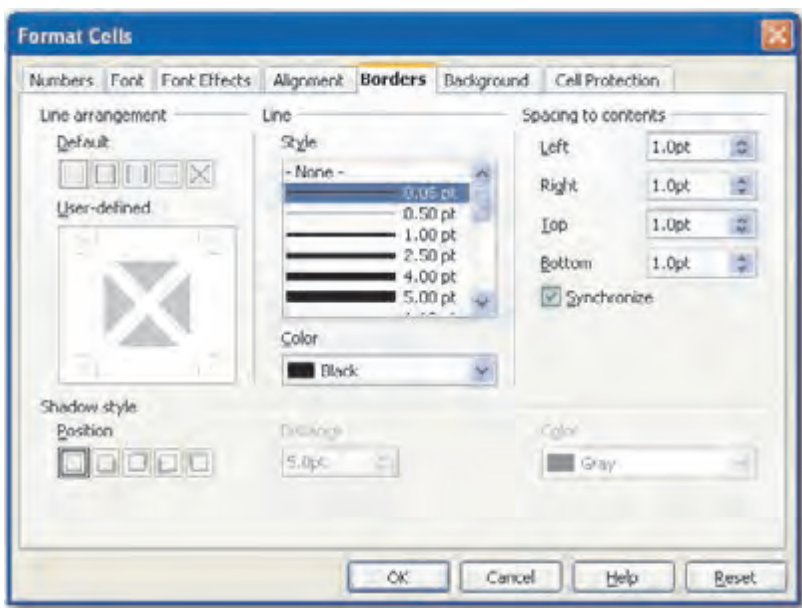 Format Cells
Numbers Font Font Effects Alignment Borders Background Cell Protection
Line arrangement
Default
User-defined
Line
Style
- None -
0.05 pt
0.50 pt
1.00 pt
2.50 pt
4.00 pt
5.00 pt
Color
Black
Spacing to contents
Left 1.0pt
Right 1.0pt
Top 1.0pt
Bottom 1.0pt
Synchronize
Shadow style
Position
Distance
5.0pt
Color
Gray
OK Cancel Help Reset